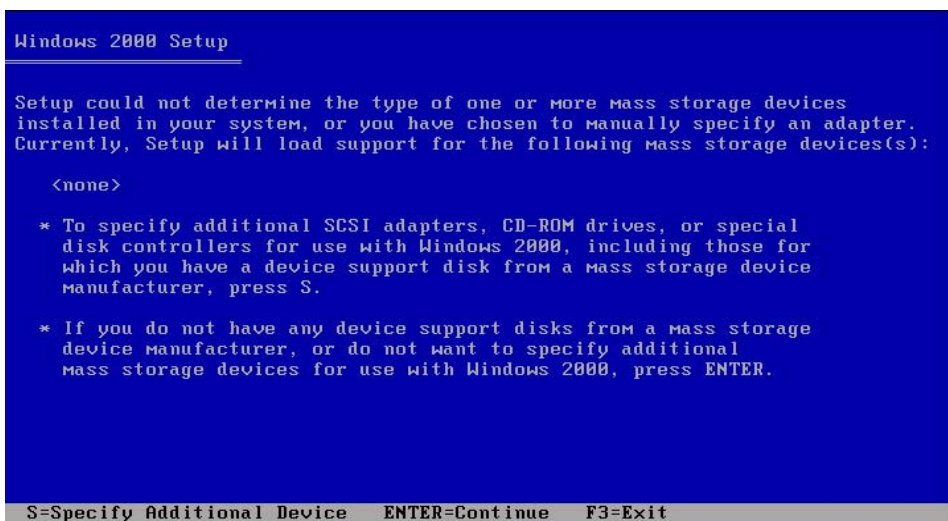 Windows 2000 Setup
Setup could not determine the type of one or more mass storage devices
installed in your system, or you have chosen to manually specify an adapter.
Currently, Setup will load support for the following mass storage devices(s):
<none>
* To specify additional SCSI adapters, CD-ROM drives, or special
disk controllers for use with Windows 2000, including those for
which you have a device support disk from a mass storage device
manufacturer, press S.
* If you do not have any device support disks from a mass storage
device manufacturer, or do not want to specify additional
mass storage devices for use with Windows 2000, press ENTER.
S=Specify Additional Device ENTER=Continue F3=Exit